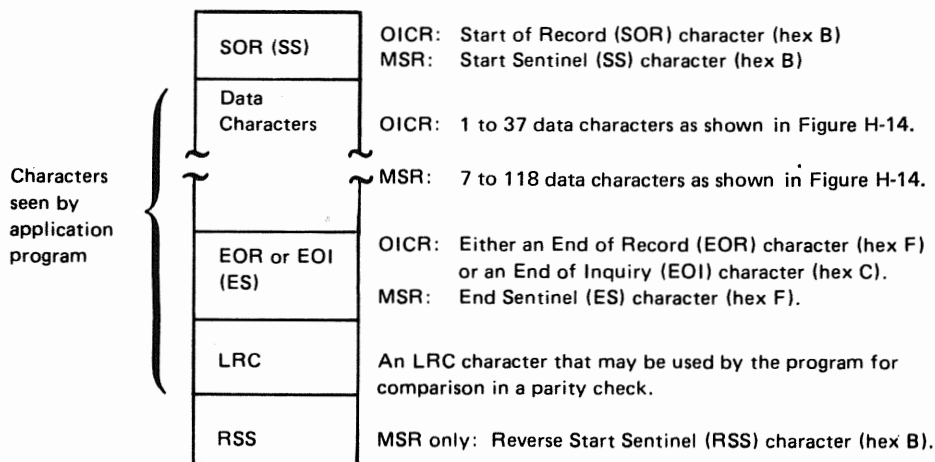 SOR (SS)
OICR: Start of Record (SOR) character (hex B)
MSR: Start Sentinel (SS) character (hex B)
Characters
seen by
application
program
Data
Characters
OICR: 1 to 37 data characters as shown in Figure H-14.
MSR: 7 to 118 data characters as shown in Figure H-14.
EOR or EOI
(ES)
OICR: Either an End of Record (EOR) character (hex F)
or an End of Inquiry (EOI) character (hex C).
MSR: End Sentinel (ES) character (hex F).
LRC
An LRC character that may be used by the program for
comparison in a parity check.
RSS
MSR only: Reverse Start Sentinel (RSS) character (hex B).